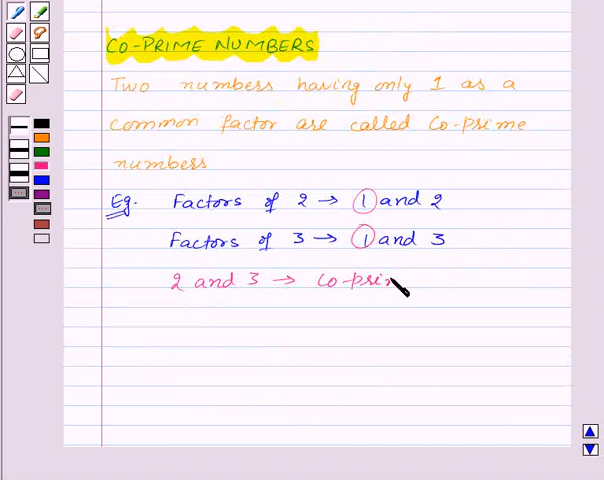 CO-PRIME NUMBERS
Two numbers having only 1 as a
common factor are called Co-prime
numbers
Eg. Factors of 2 → 1 and 2
Factors of 3 → 1 and 3
2 and 3 → Co-prim